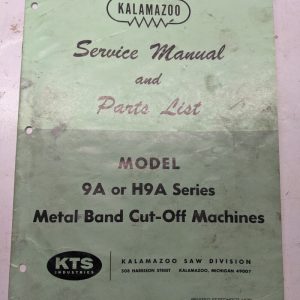 KALAMAZOO
Service Manual
and
Parts List
MODEL
9A or H9A Series
Metal Band Cut-Off Machines
KTS
INDUSTRIES
KALAMAZOO SAW DIVISION
508 HARRISON STREET KALAMAZOO, MICHIGAN 49007